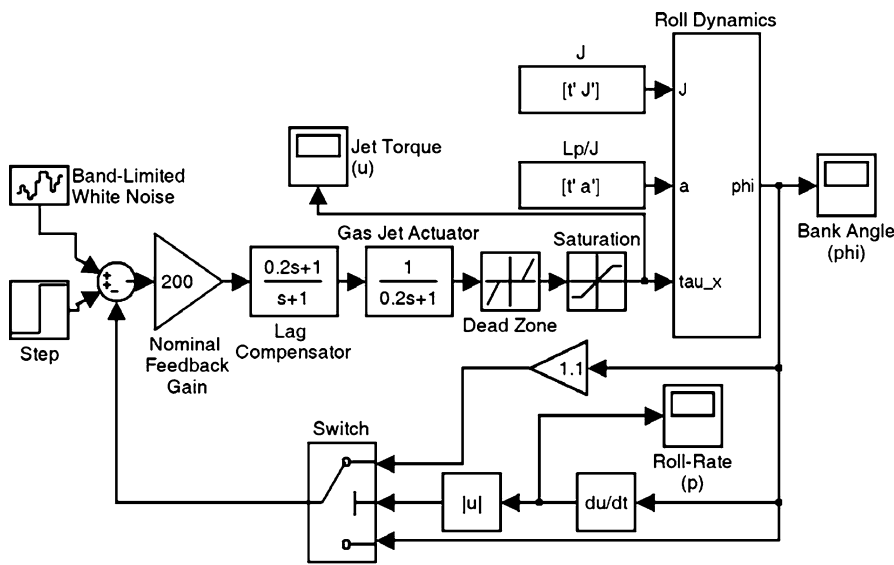 Roll Dynamics
J
[t' J']
J
Jet Torque
(u)
Lp/J
[t' a']
a
phi
Band-Limited
White Noise
Bank Angle
(phi)
Gas Jet Actuator
Saturation
+
+
-
200
0.2s+1
s+1
1
0.2s+1
tau_x
Step
Nominal
Feedback
Gain
Lag
Compensator
Dead Zone
1.1
Switch
Roll-Rate
(p)
|u|
du/dt